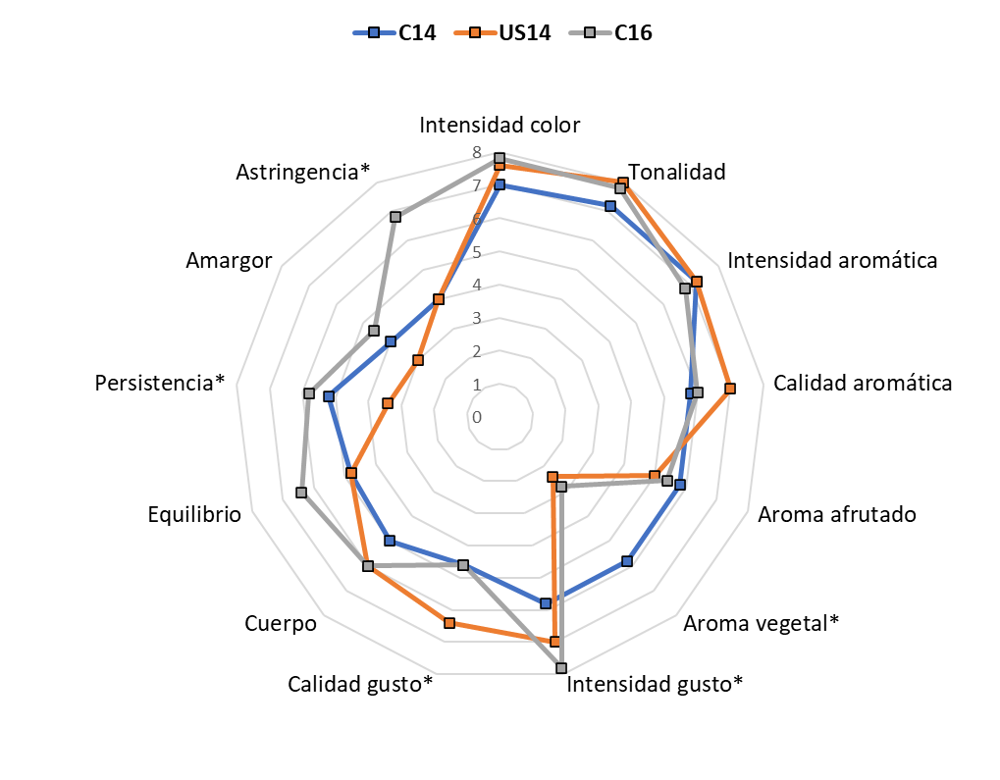 C14 US14 C16
Intensidad color
Astringencia*
8
Tonalidad
7
6
Amargor
Intensidad aromática
5
4
3
Persistencia*
2
Calidad aromática
1
0
Equilibrio
Aroma afrutado
Cuerpo
Aroma vegetal*
Calidad gusto*
Intensidad gusto*